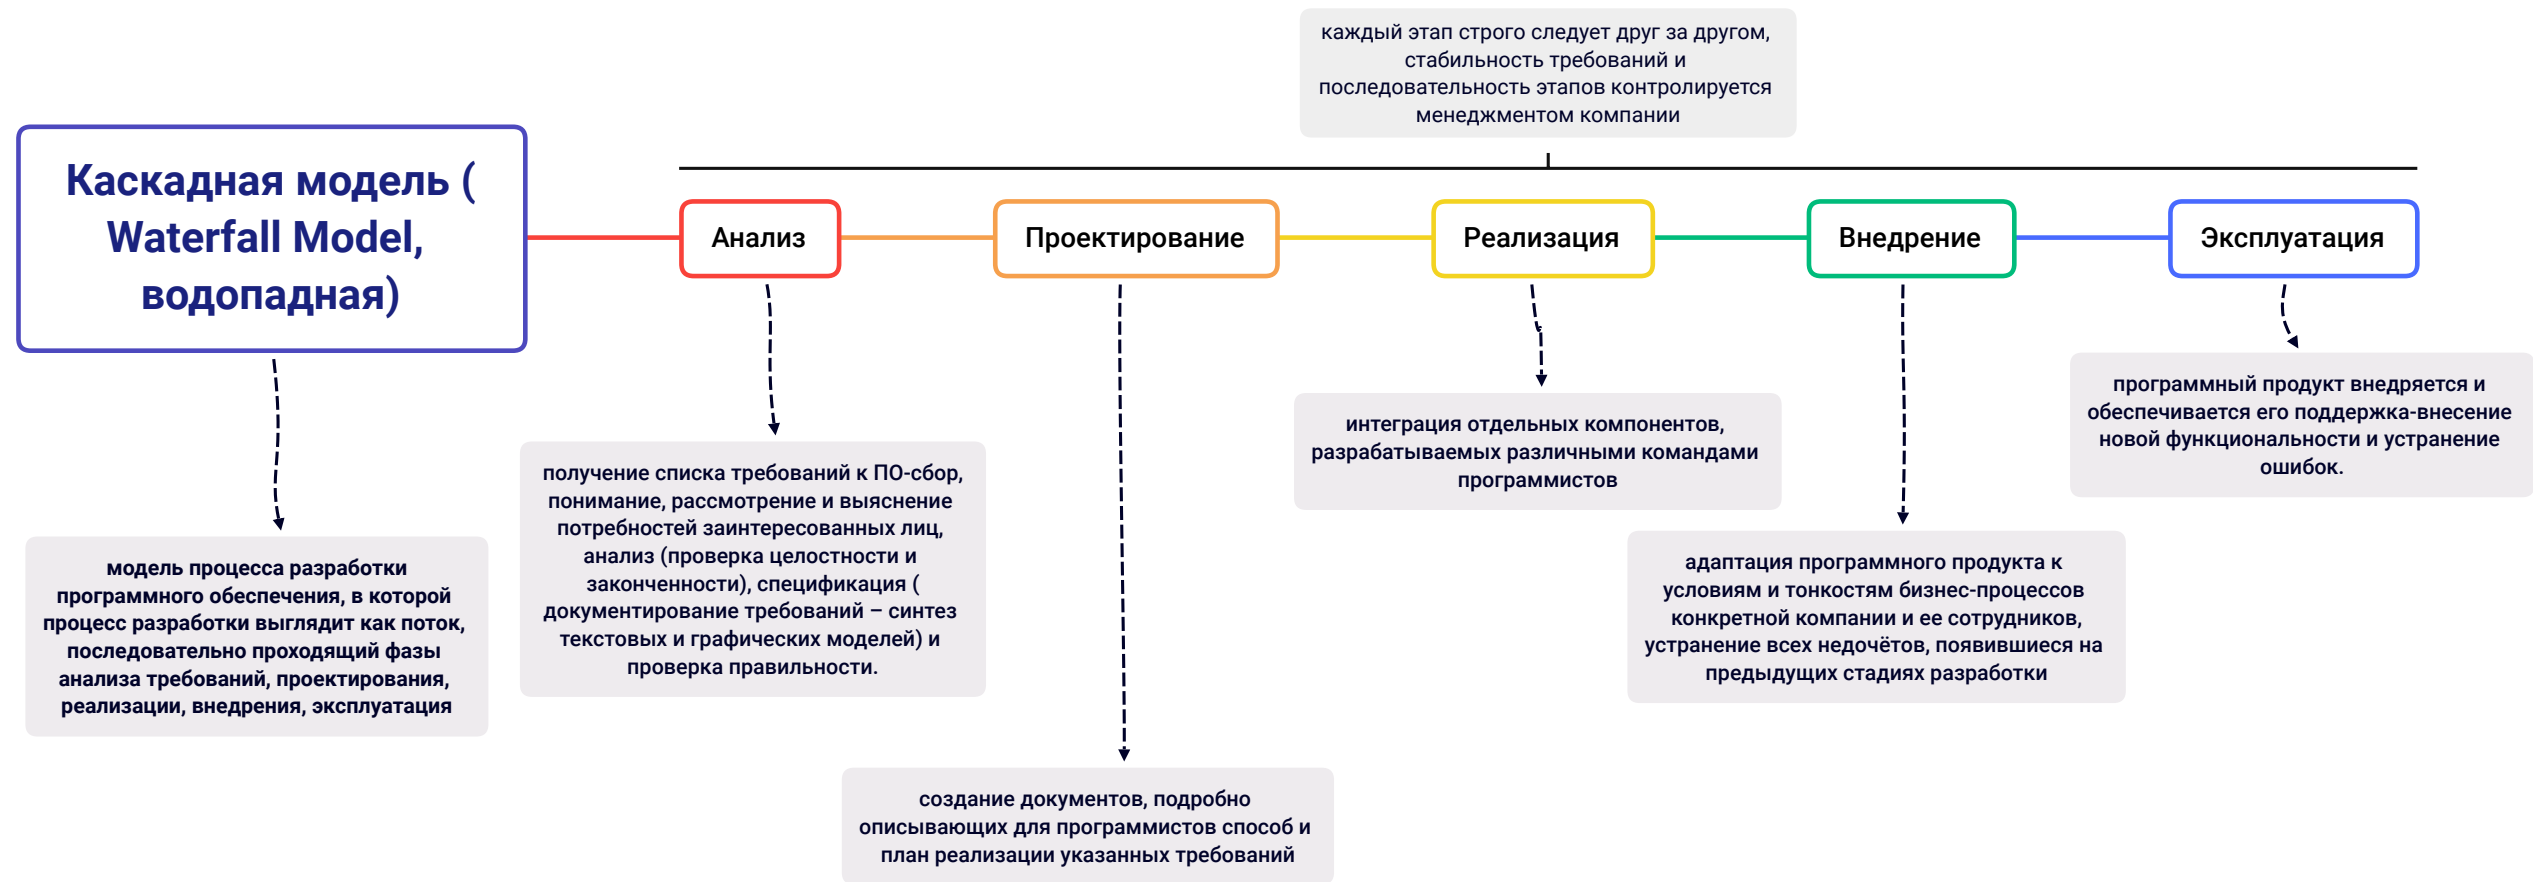 каждый этап строго следует друг за другом,
стабильность требований и
последовательность этапов контролируется
менеджментом компании
Каскадная модель (
Waterfall Model,
водопадная)
Анализ
Проектирование
Реализация
Внедрение
Эксплуатация
модель процесса разработки
программного обеспечения, в которой
процесс разработки выглядит как поток,
последовательно проходящий фазы
анализа требований, проектирования,
реализации, внедрения, эксплуатация
получение списка требований к ПО-сбор,
понимание, рассмотрение и выяснение
потребностей заинтересованных лиц,
анализ (проверка целостности и
законченности), спецификация (
документирование требований – синтез
текстовых и графических моделей) и
проверка правильности.
создание документов, подробно
описывающих для программистов способ и
план реализации указанных требований
интеграция отдельных компонентов,
разрабатываемых различными командами
программистов
адаптация программного продукта к
условиям и тонкостям бизнес-процессов
конкретной компании и ее сотрудников,
устранение всех недочётов, появившиеся на
предыдущих стадиях разработки
программный продукт внедряется и
обеспечивается его поддержка-внесение
новой функциональности и устранение
ошибок.